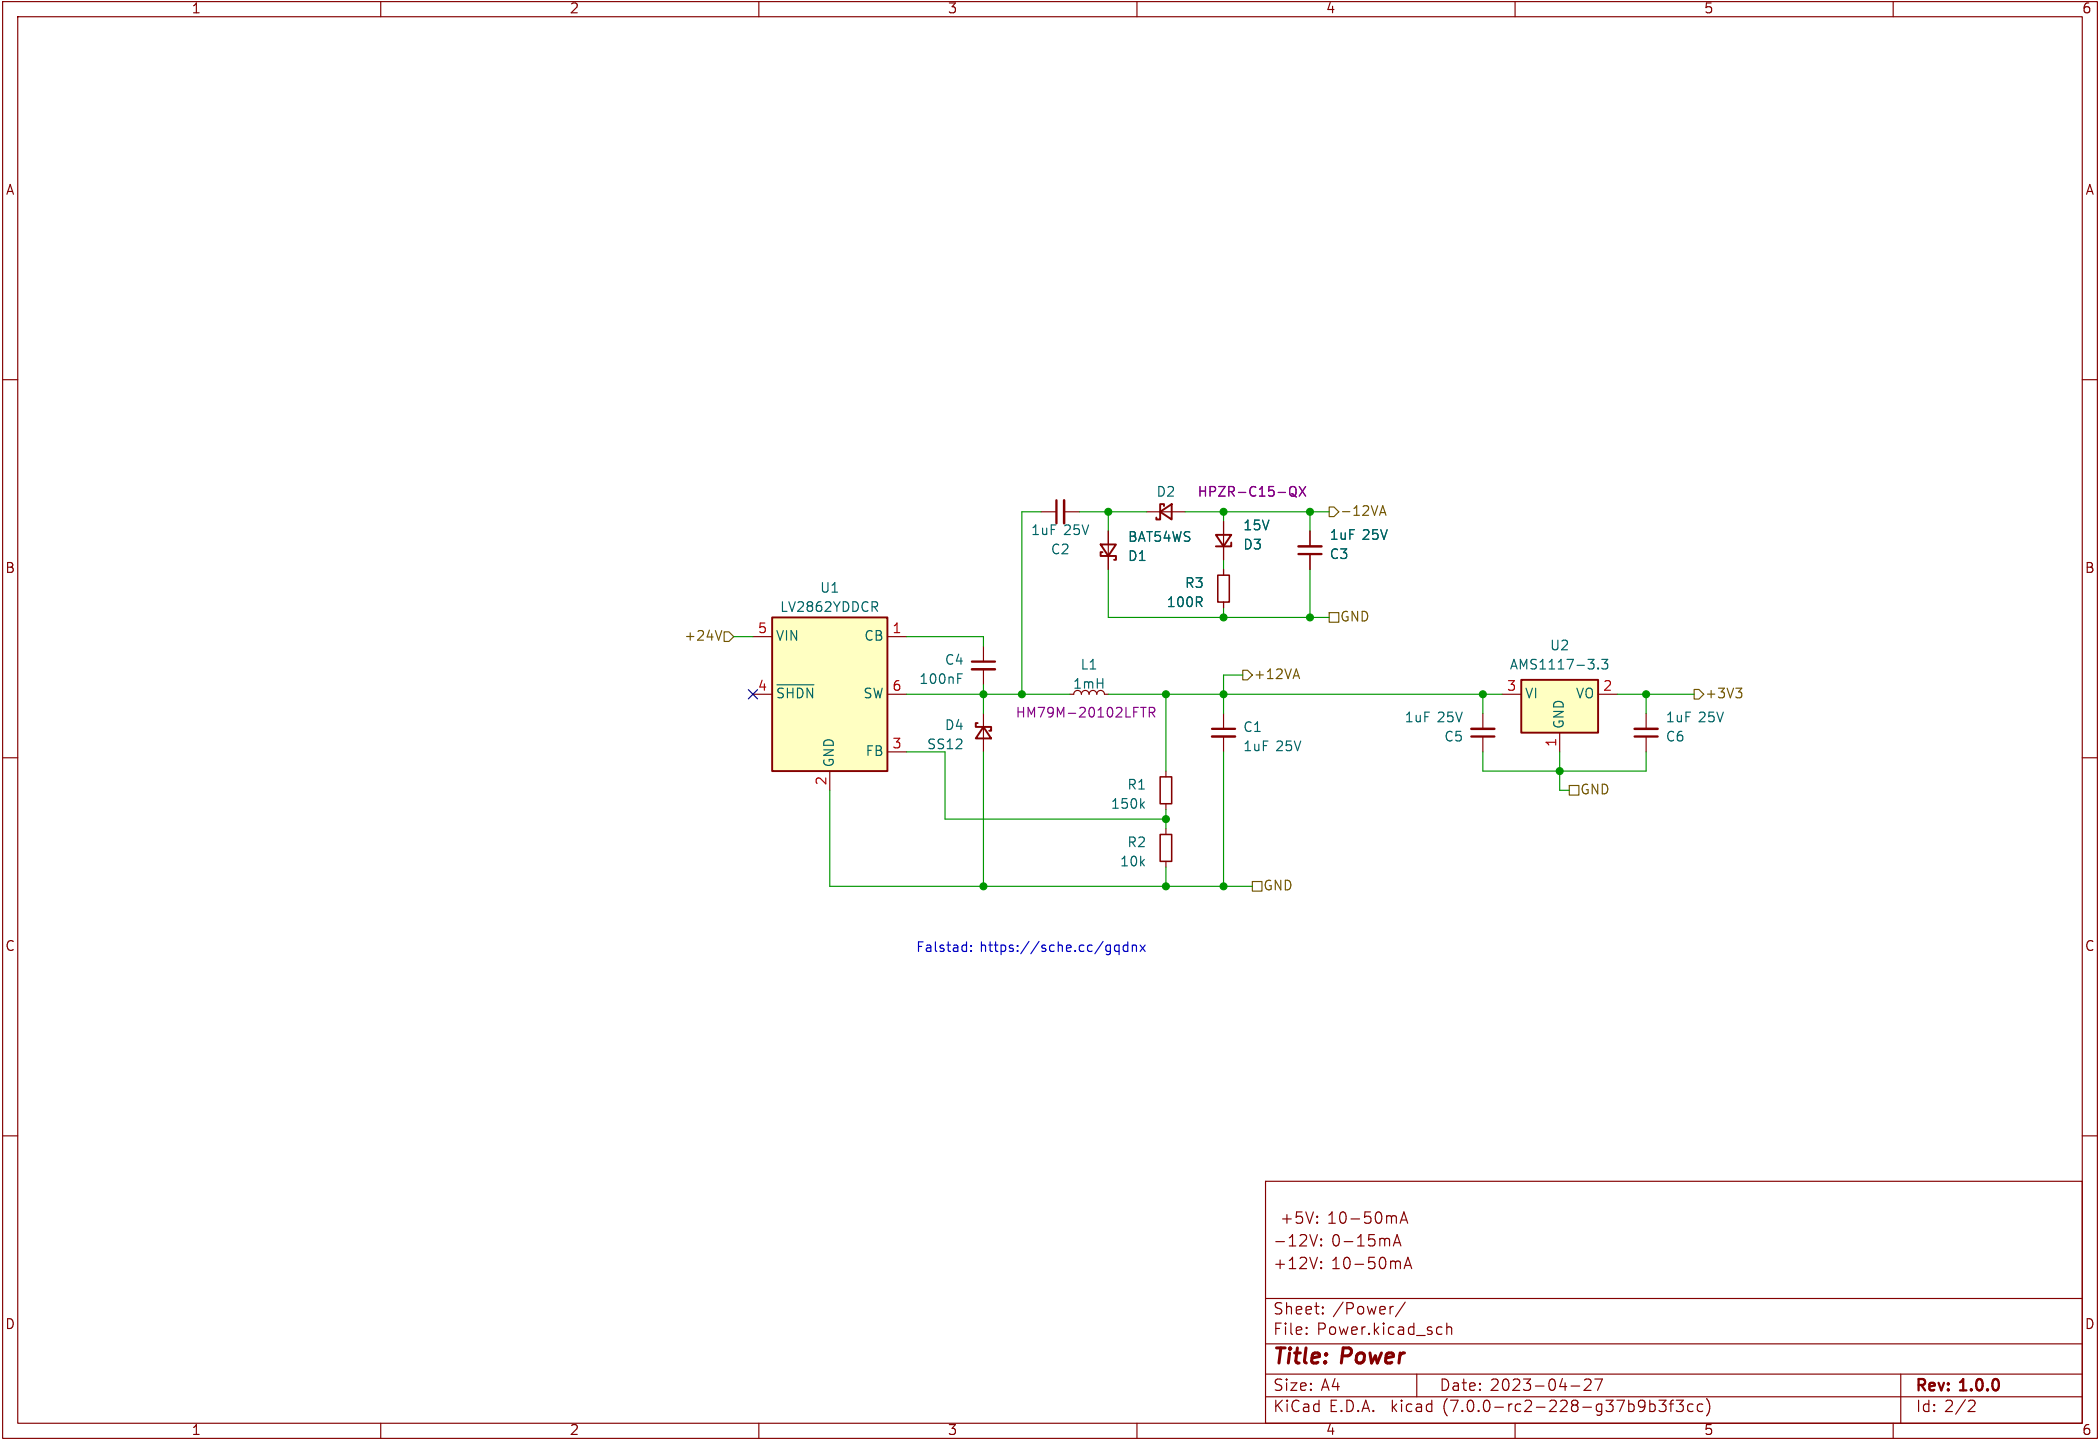 1 2 3 4 5 6
A A
B B
C C
D D
D2 HPZR-C15-QX
-12VA
1uF 25V
C2
BAT54WS
D1
15V
D3
1uF 25V
C3
R3
100R
GND
U1
LV2862YDDCR
+24V
5 VIN
CB 1
4 SHDN
SW 6
FB 3
GND
2
C4
100nF
D4
SS12
L1
1mH
HM79M-20102LFTR
+12VA
C1
1uF 25V
R1
150k
R2
10k
GND
U2
AMS1117-3.3
3 VI
VO 2
GND
1
+3V3
1uF 25V
C5
1uF 25V
C6
GND
Falstad: https://sche.cc/gqdnx
+5V: 10-50mA
-12V: 0-15mA
+12V: 10-50mA
Sheet: /Power/
File: Power.kicad_sch
Title: Power
Size: A4 Date: 2023-04-27 Rev: 1.0.0
KiCad E.D.A. kicad (7.0.0-rc2-228-g37b9b3f3cc) Id: 2/2
1 2 3 4 5 6